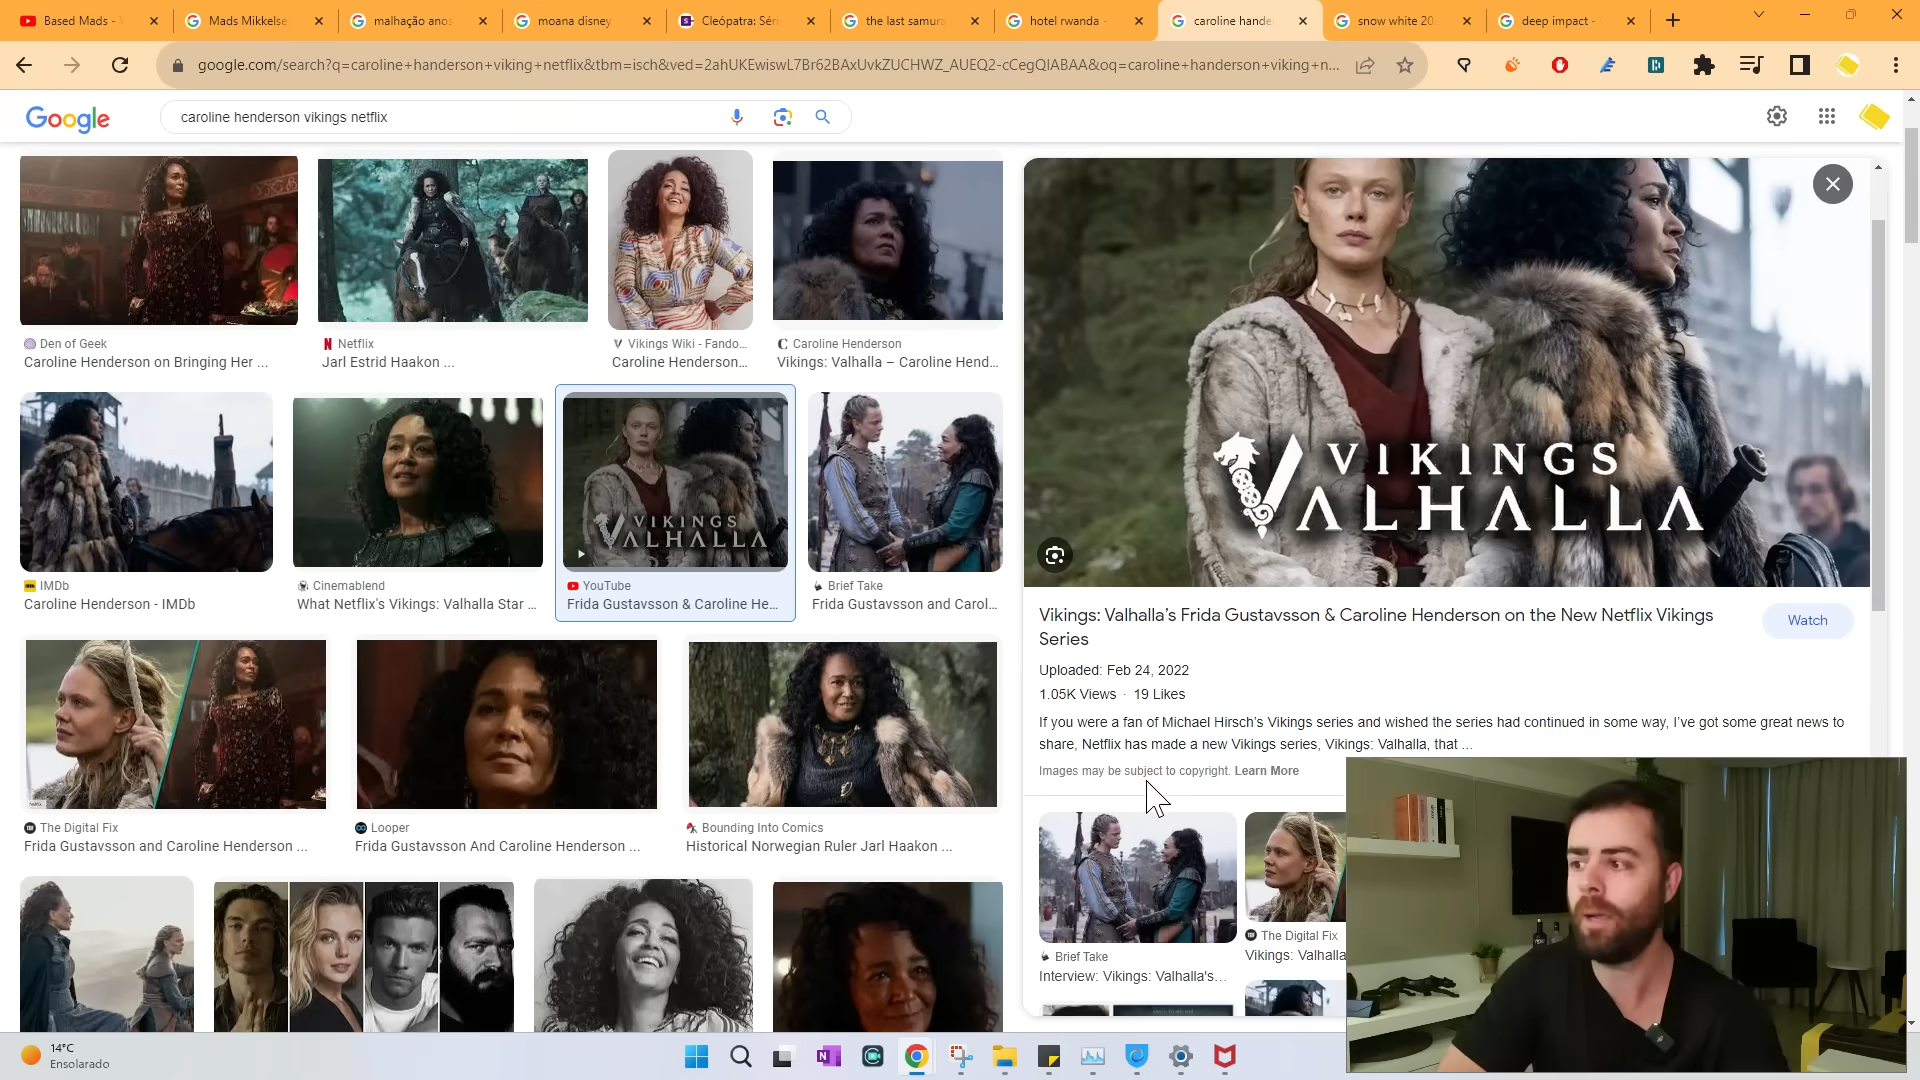 Based Mads -
Mads Mikkelse
malhação anos
moana disney
Cleópatra: Séri
the last samura
hotel rwanda -
caroline hande
snow white 20
deep impact -
google.com/search?q=caroline+handerson+viking+netflix&tbm=isch&ved=2ahUKEwiswL7Br62BAxUvkZUCHWZ_AUEQ2-cCegQIABAA&oq=caroline+handerson+viking+n...
Google
caroline henderson vikings netflix
Den of Geek
Caroline Henderson on Bringing Her ...
Netflix
Jarl Estrid Haakon ...
Vikings Wiki - Fando...
Caroline Henderson...
Caroline Henderson
Vikings: Valhalla – Caroline Hend...
IMDb
Caroline Henderson - IMDb
Cinemablend
What Netflix's Vikings: Valhalla Star ...
VIKINGS
VALHALLA
YouTube
Frida Gustavsson & Caroline He...
Brief Take
Frida Gustavsson and Carol...
The Digital Fix
Frida Gustavsson and Caroline Henderson ...
Looper
Frida Gustavsson And Caroline Henderson ...
Bounding Into Comics
Historical Norwegian Ruler Jarl Haakon ...
VIKINGS
VALHALLA
Vikings: Valhalla’s Frida Gustavsson & Caroline Henderson on the New Netflix Vikings
Series
Watch
Uploaded: Feb 24, 2022
1.05K Views · 19 Likes
If you were a fan of Michael Hirsch’s Vikings series and wished the series had continued in some way, I’ve got some great news to
share, Netflix has made a new Vikings series, Vikings: Valhalla, that ...
Images may be subject to copyright. Learn More
Brief Take
Interview: Vikings: Valhalla's...
The Digital Fix
Vikings: Valhalla
14°C
Ensolarado